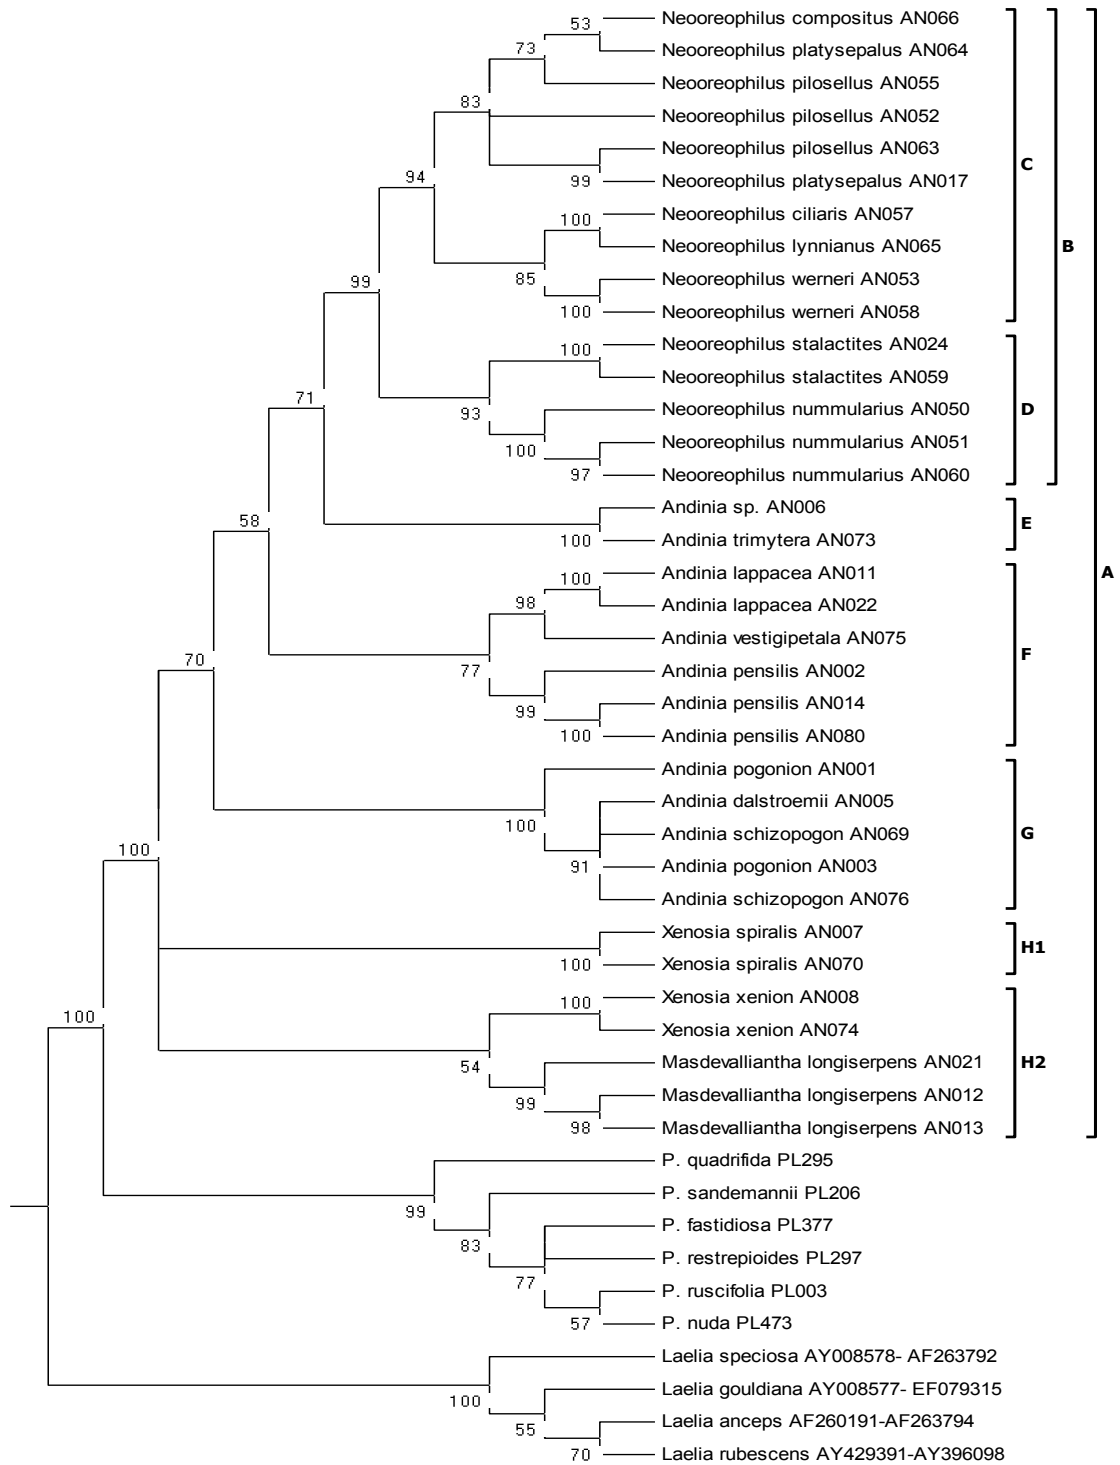 53
Neooreophilus compositus AN066
73
Neooreophilus platysepalus AN064
Neooreophilus pilosellus AN055
83
Neooreophilus pilosellus AN052
Neooreophilus pilosellus AN063
C
94
99
Neooreophilus platysepalus AN017
100
Neooreophilus ciliaris AN057
Neooreophilus lynnianus AN065
B
99
85
Neooreophilus werneri AN053
100
Neooreophilus werneri AN058
100
Neooreophilus stalactites AN024
Neooreophilus stalactites AN059
71
93
Neooreophilus nummularius AN050
D
100
Neooreophilus nummularius AN051
97
Neooreophilus nummularius AN060
Andinia sp. AN006
58
E
100
Andinia trimytera AN073
100
Andinia lappacea AN011
A
98
Andinia lappacea AN022
Andinia vestigipetala AN075
F
70
77
Andinia pensilis AN002
99
Andinia pensilis AN014
100
Andinia pensilis AN080
Andinia pogonion AN001
Andinia dalstroemii AN005
100
Andinia schizopogon AN069
G
100
91
Andinia pogonion AN003
Andinia schizopogon AN076
Xenosia spiralis AN007
H1
100
Xenosia spiralis AN070
100
100
Xenosia xenion AN008
Xenosia xenion AN074
54
Masdevalliantha longiserpens AN021
H2
99
Masdevalliantha longiserpens AN012
98
Masdevalliantha longiserpens AN013
P. quadrifida PL295
99
P. sandemannii PL206
83
P. fastidiosa PL377
P. restrepioides PL297
77
P. ruscifolia PL003
57
P. nuda PL473
Laelia speciosa AY008578- AF263792
100
Laelia gouldiana AY008577- EF079315
55
Laelia anceps AF260191-AF263794
70
Laelia rubescens AY429391-AY396098